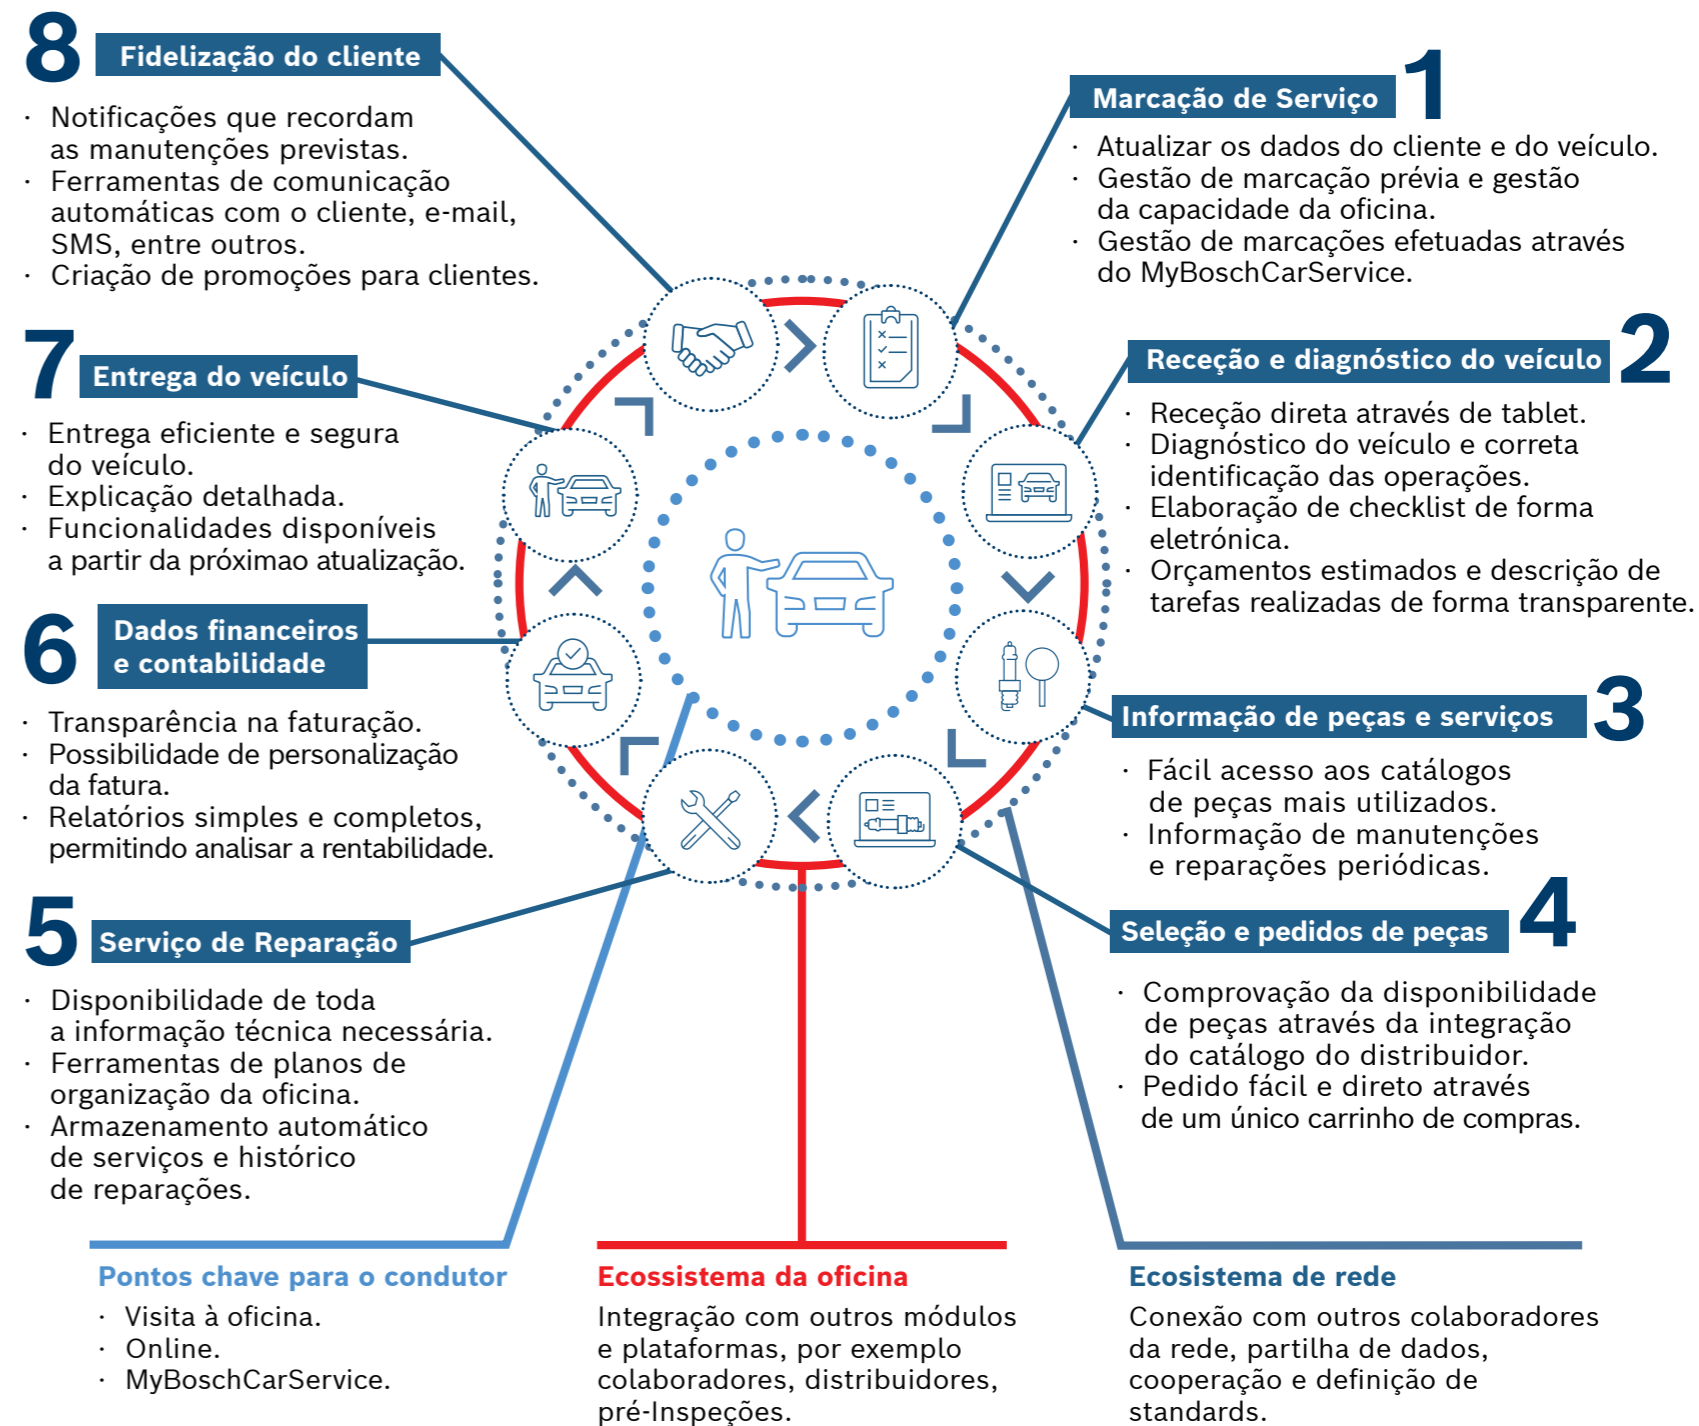 8
Fidelização do cliente
· Notificações que recordam
as manutenções previstas.
· Ferramentas de comunicação
automáticas com o cliente, e-mail,
SMS, entre outros.
· Criação de promoções para clientes.
7
Entrega do veículo
· Entrega eficiente e segura
do veículo.
· Explicação detalhada.
· Funcionalidades disponíveis
a partir da próximao atualização.
6
Dados financeiros
e contabilidade
· Transparência na faturação.
· Possibilidade de personalização
da fatura.
· Relatórios simples e completos,
permitindo analisar a rentabilidade.
5
Serviço de Reparação
· Disponibilidade de toda
a informação técnica necessária.
· Ferramentas de planos de
organização da oficina.
· Armazenamento automático
de serviços e histórico
de reparações.
Marcação de Serviço
1
· Atualizar os dados do cliente e do veículo.
· Gestão de marcação prévia e gestão
da capacidade da oficina.
· Gestão de marcações efetuadas através
do MyBoschCarService.
Receção e diagnóstico do veículo
2
· Receção direta através de tablet.
· Diagnóstico do veículo e correta
identificação das operações.
· Elaboração de checklist de forma
eletrónica.
· Orçamentos estimados e descrição de
tarefas realizadas de forma transparente.
Informação de peças e serviços
3
· Fácil acesso aos catálogos
de peças mais utilizados.
· Informação de manutenções
e reparações periódicas.
Seleção e pedidos de peças
4
· Comprovação da disponibilidade
de peças através da integração
do catálogo do distribuidor.
· Pedido fácil e direto através
de um único carrinho de compras.
Pontos chave para o condutor
· Visita à oficina.
· Online.
· MyBoschCarService.
Ecossistema da oficina
Integração com outros módulos
e plataformas, por exemplo
colaboradores, distribuidores,
pré-Inspeções.
Ecosistema de rede
Conexão com outros colaboradores
da rede, partilha de dados,
cooperação e definição de
standards.